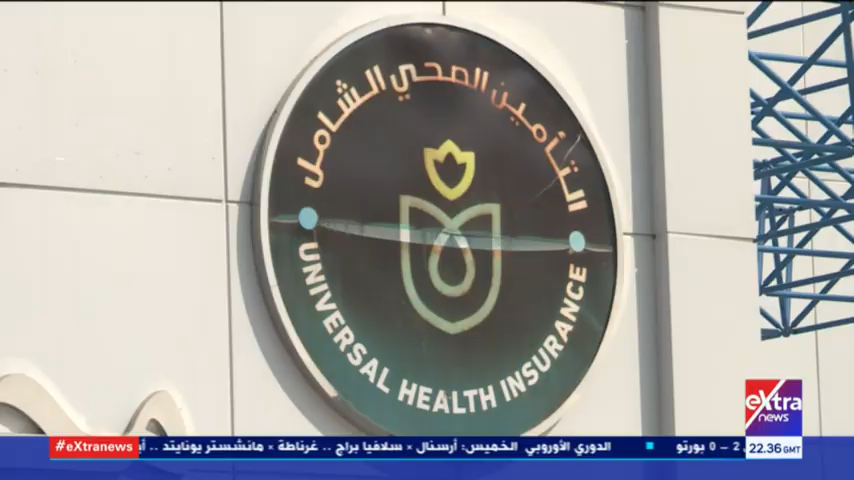 التأمين الصحي الشامل
UNIVERSAL HEALTH INSURANCE
eXtra
news
22.36 GMT
#eXtranews
2 – 0 بورتو
الدوري الأوروبي الخميس: أرسنال × سلافيا براج .. غرناطة × مانشستر يونايتد ..